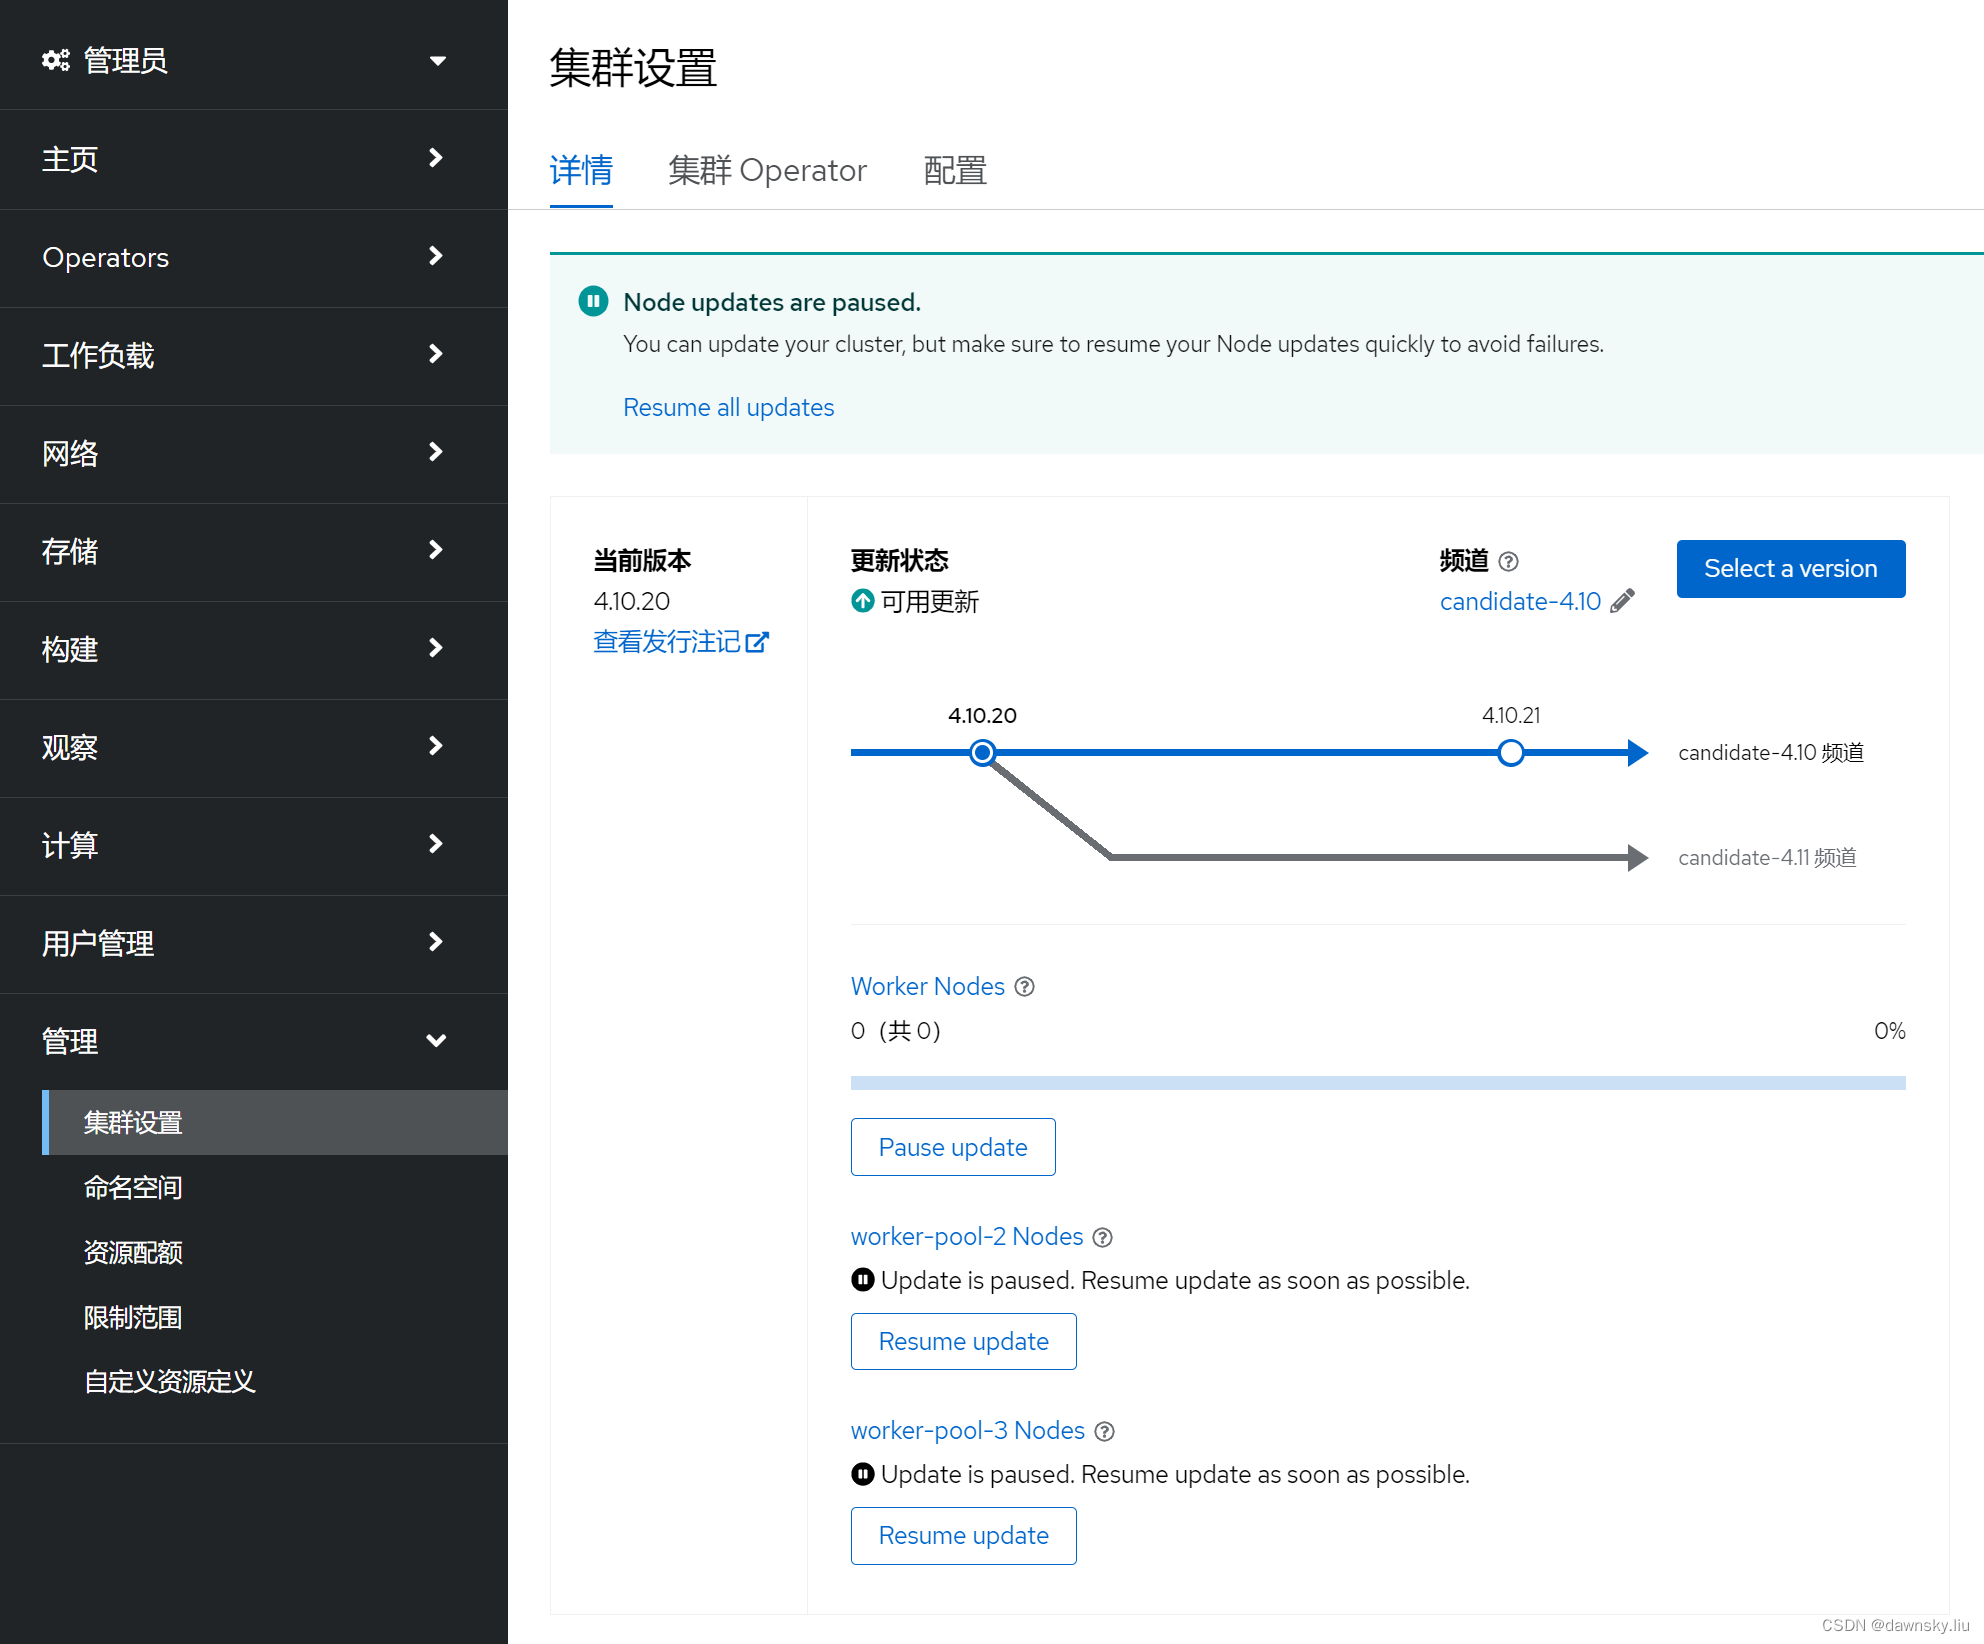 管理员
主页
Operators
工作负载
网络
存储
构建
观察
计算
用户管理
管理
集群设置
命名空间
资源配额
限制范围
自定义资源定义
集群设置
详情 集群 Operator 配置
Node updates are paused.
You can update your cluster, but make sure to resume your Node updates quickly to avoid failures.
Resume all updates
当前版本
4.10.20
查看发行注记
更新状态
可用更新
频道
candidate-4.10
Select a version
4.10.20 4.10.21
candidate-4.10 频道
candidate-4.11 频道
Worker Nodes
0（共 0） 0%
Pause update
worker-pool-2 Nodes
Update is paused. Resume update as soon as possible.
Resume update
worker-pool-3 Nodes
Update is paused. Resume update as soon as possible.
Resume update
CSDN @dawnsky.liu